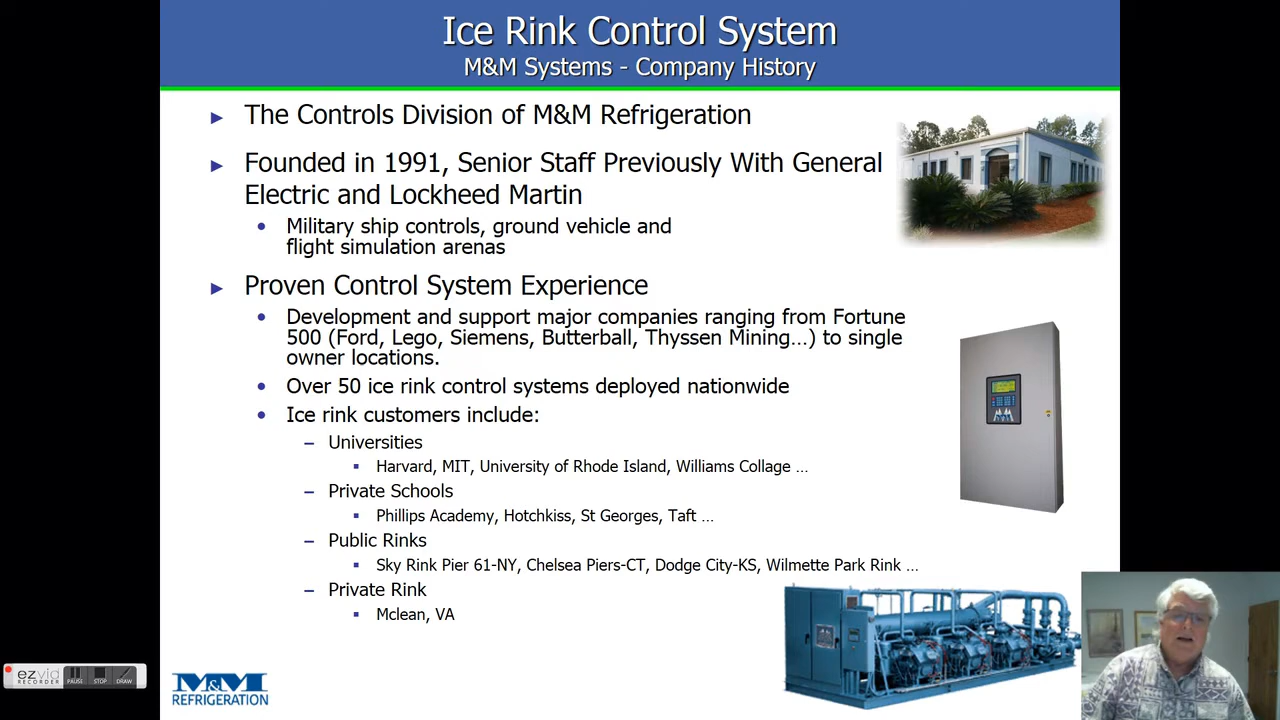 Ice Rink Control System
M&M Systems - Company History
The Controls Division of M&M Refrigeration
Founded in 1991, Senior Staff Previously With General
Electric and Lockheed Martin
Military ship controls, ground vehicle and
flight simulation arenas
Proven Control System Experience
Development and support major companies ranging from Fortune
500 (Ford, Lego, Siemens, Butterball, Thyssen Mining…) to single
owner locations.
Over 50 ice rink control systems deployed nationwide
Ice rink customers include:
Universities
Harvard, MIT, University of Rhode Island, Williams Collage …
Private Schools
Phillips Academy, Hotchkiss, St Georges, Taft …
Public Rinks
Sky Rink Pier 61-NY, Chelsea Piers-CT, Dodge City-KS, Wilmette Park Rink …
Private Rink
Mclean, VA
ezvid
RECORDER
PAUSE STOP DRAW
M&M
REFRIGERATION